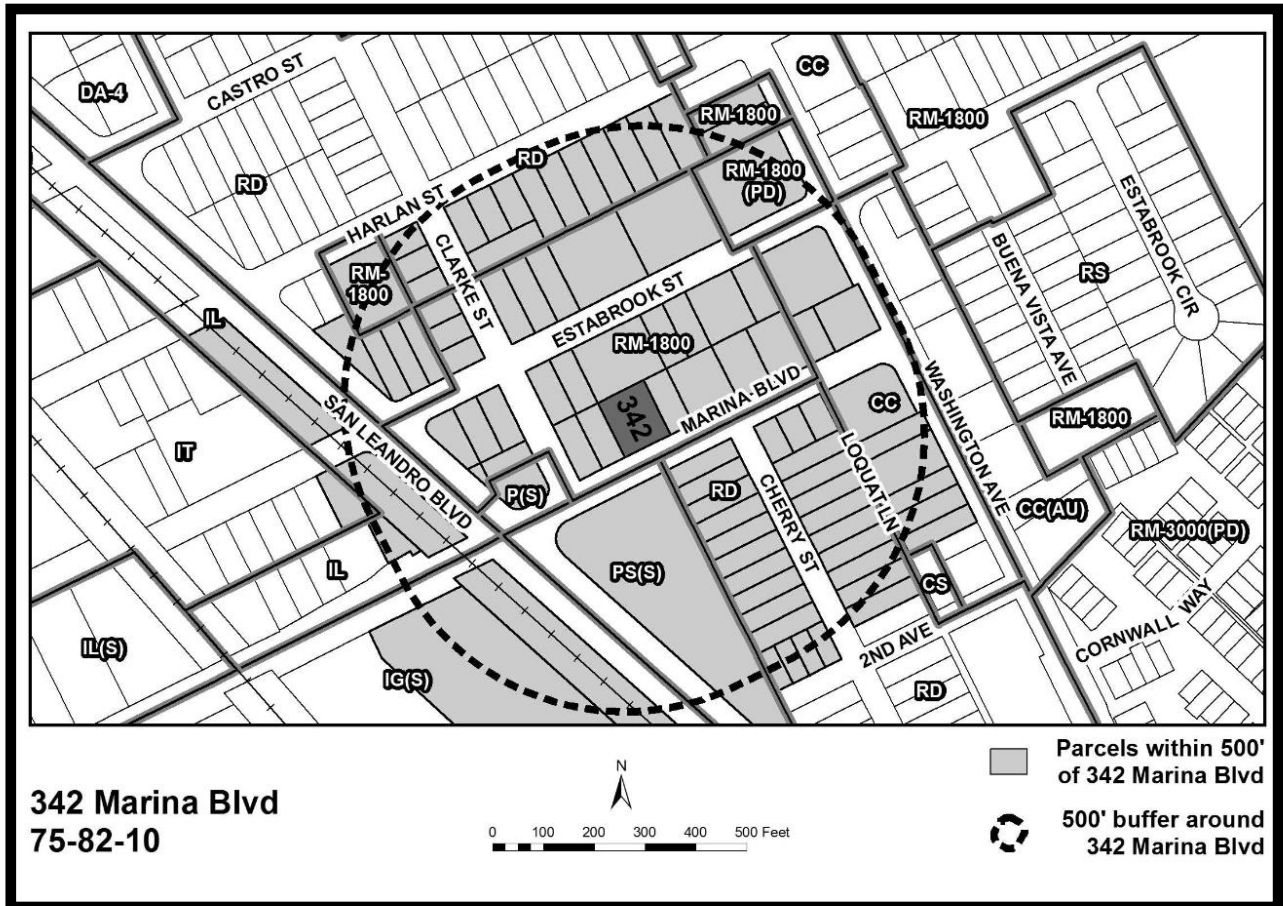 DA-4
CASTRO ST
CC
RM-1800
RM-1800
RD
RD
RM-1800
(PD)
HARLAN ST
ESTABROOK CIR
CLARKE ST
BUENA VISTA AVE
RS
RM-
1800
ESTABROOK ST
IL
RM-1800
WASHINGTON AVE
MARINA BLVD
342
CC
RM-1800
SAN LEANDRO BLVD
IT
LOQUAT LN
RD
CHERRY ST
P(S)
CC(AU)
RM-3000(PD)
IL
PS(S)
CS
CORNWALL WAY
IL(S)
2ND AVE
IG(S)
RD
342 Marina Blvd
75-82-10
N
0 100 200 300 400 500 Feet
Parcels within 500'
of 342 Marina Blvd
500' buffer around
342 Marina Blvd